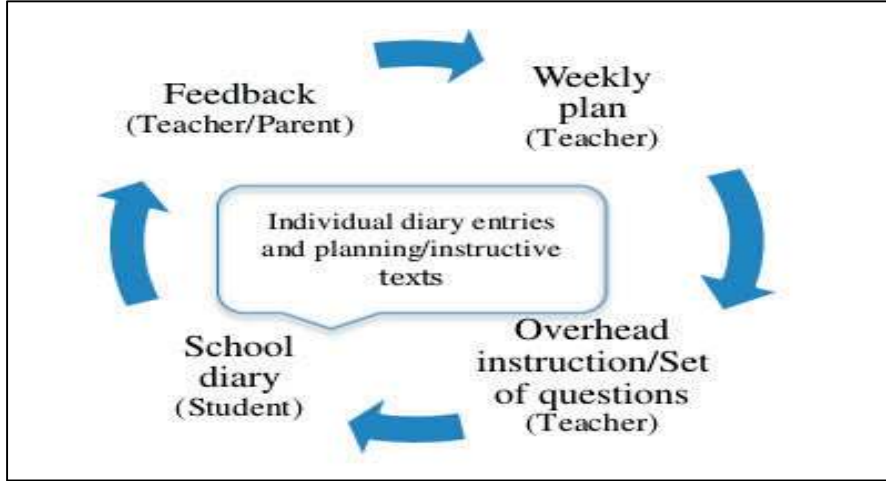 Feedback
(Teacher/Parent)
Weekly
plan
(Teacher)
Individual diary entries
and planning/instructive
texts
School
diary
(Student)
Overhead
instruction/Set
of questions
(Teacher)